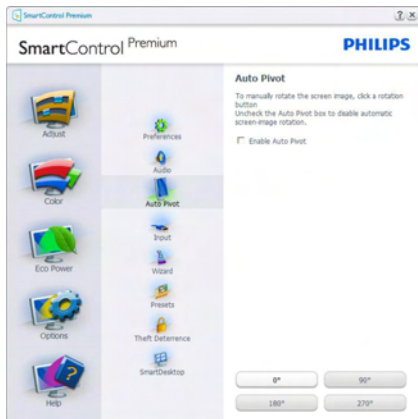 SmartControl Premium
SmartControl Premium
PHILIPS
Adjust
Color
Eco Power
Options
Help
Preferences
Audio
Auto Pivot
Input
Wizard
Presets
Theft Deterrence
SmartDesktop
Auto Pivot
To manually rotate the screen image, click a rotation
button
Uncheck the Auto Pivot box to disable automatic
screen-image rotation.
Enable Auto Pivot
0°
90°
180°
270°